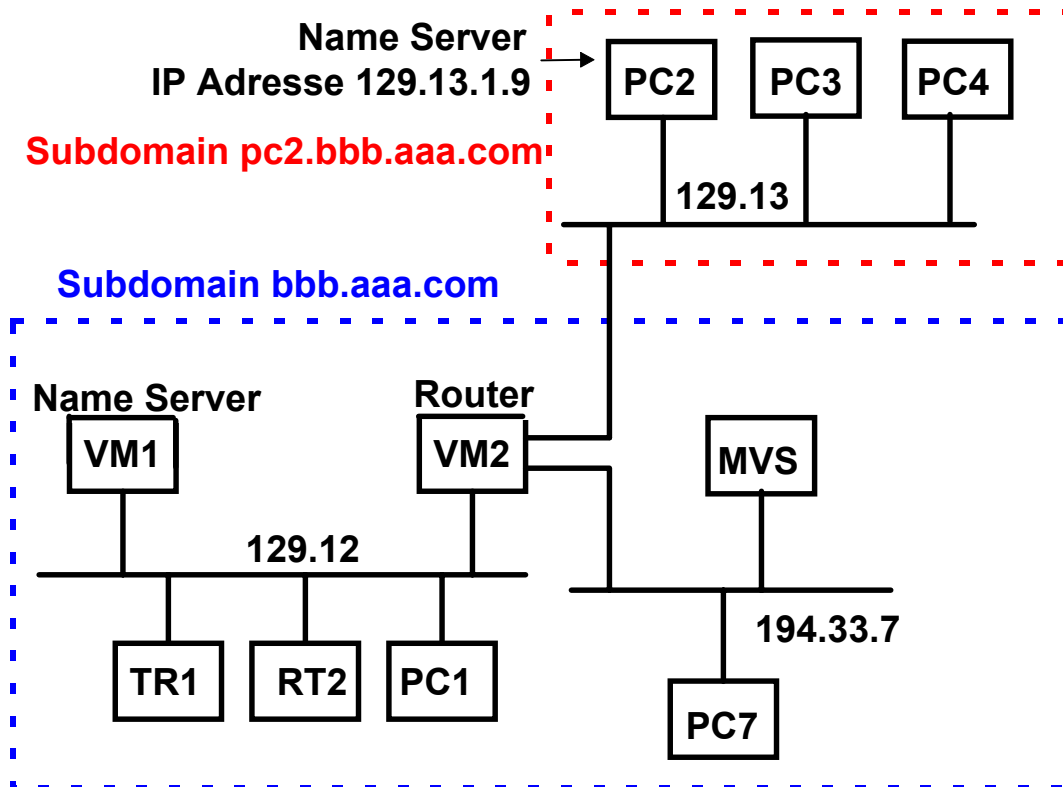 Name Server
IP Adresse 129.13.1.9
PC2
PC3
PC4
Subdomain pc2.bbb.aaa.com
129.13
Subdomain bbb.aaa.com
Name Server
Router
VM1
VM2
MVS
129.12
194.33.7
TR1
RT2
PC1
PC7